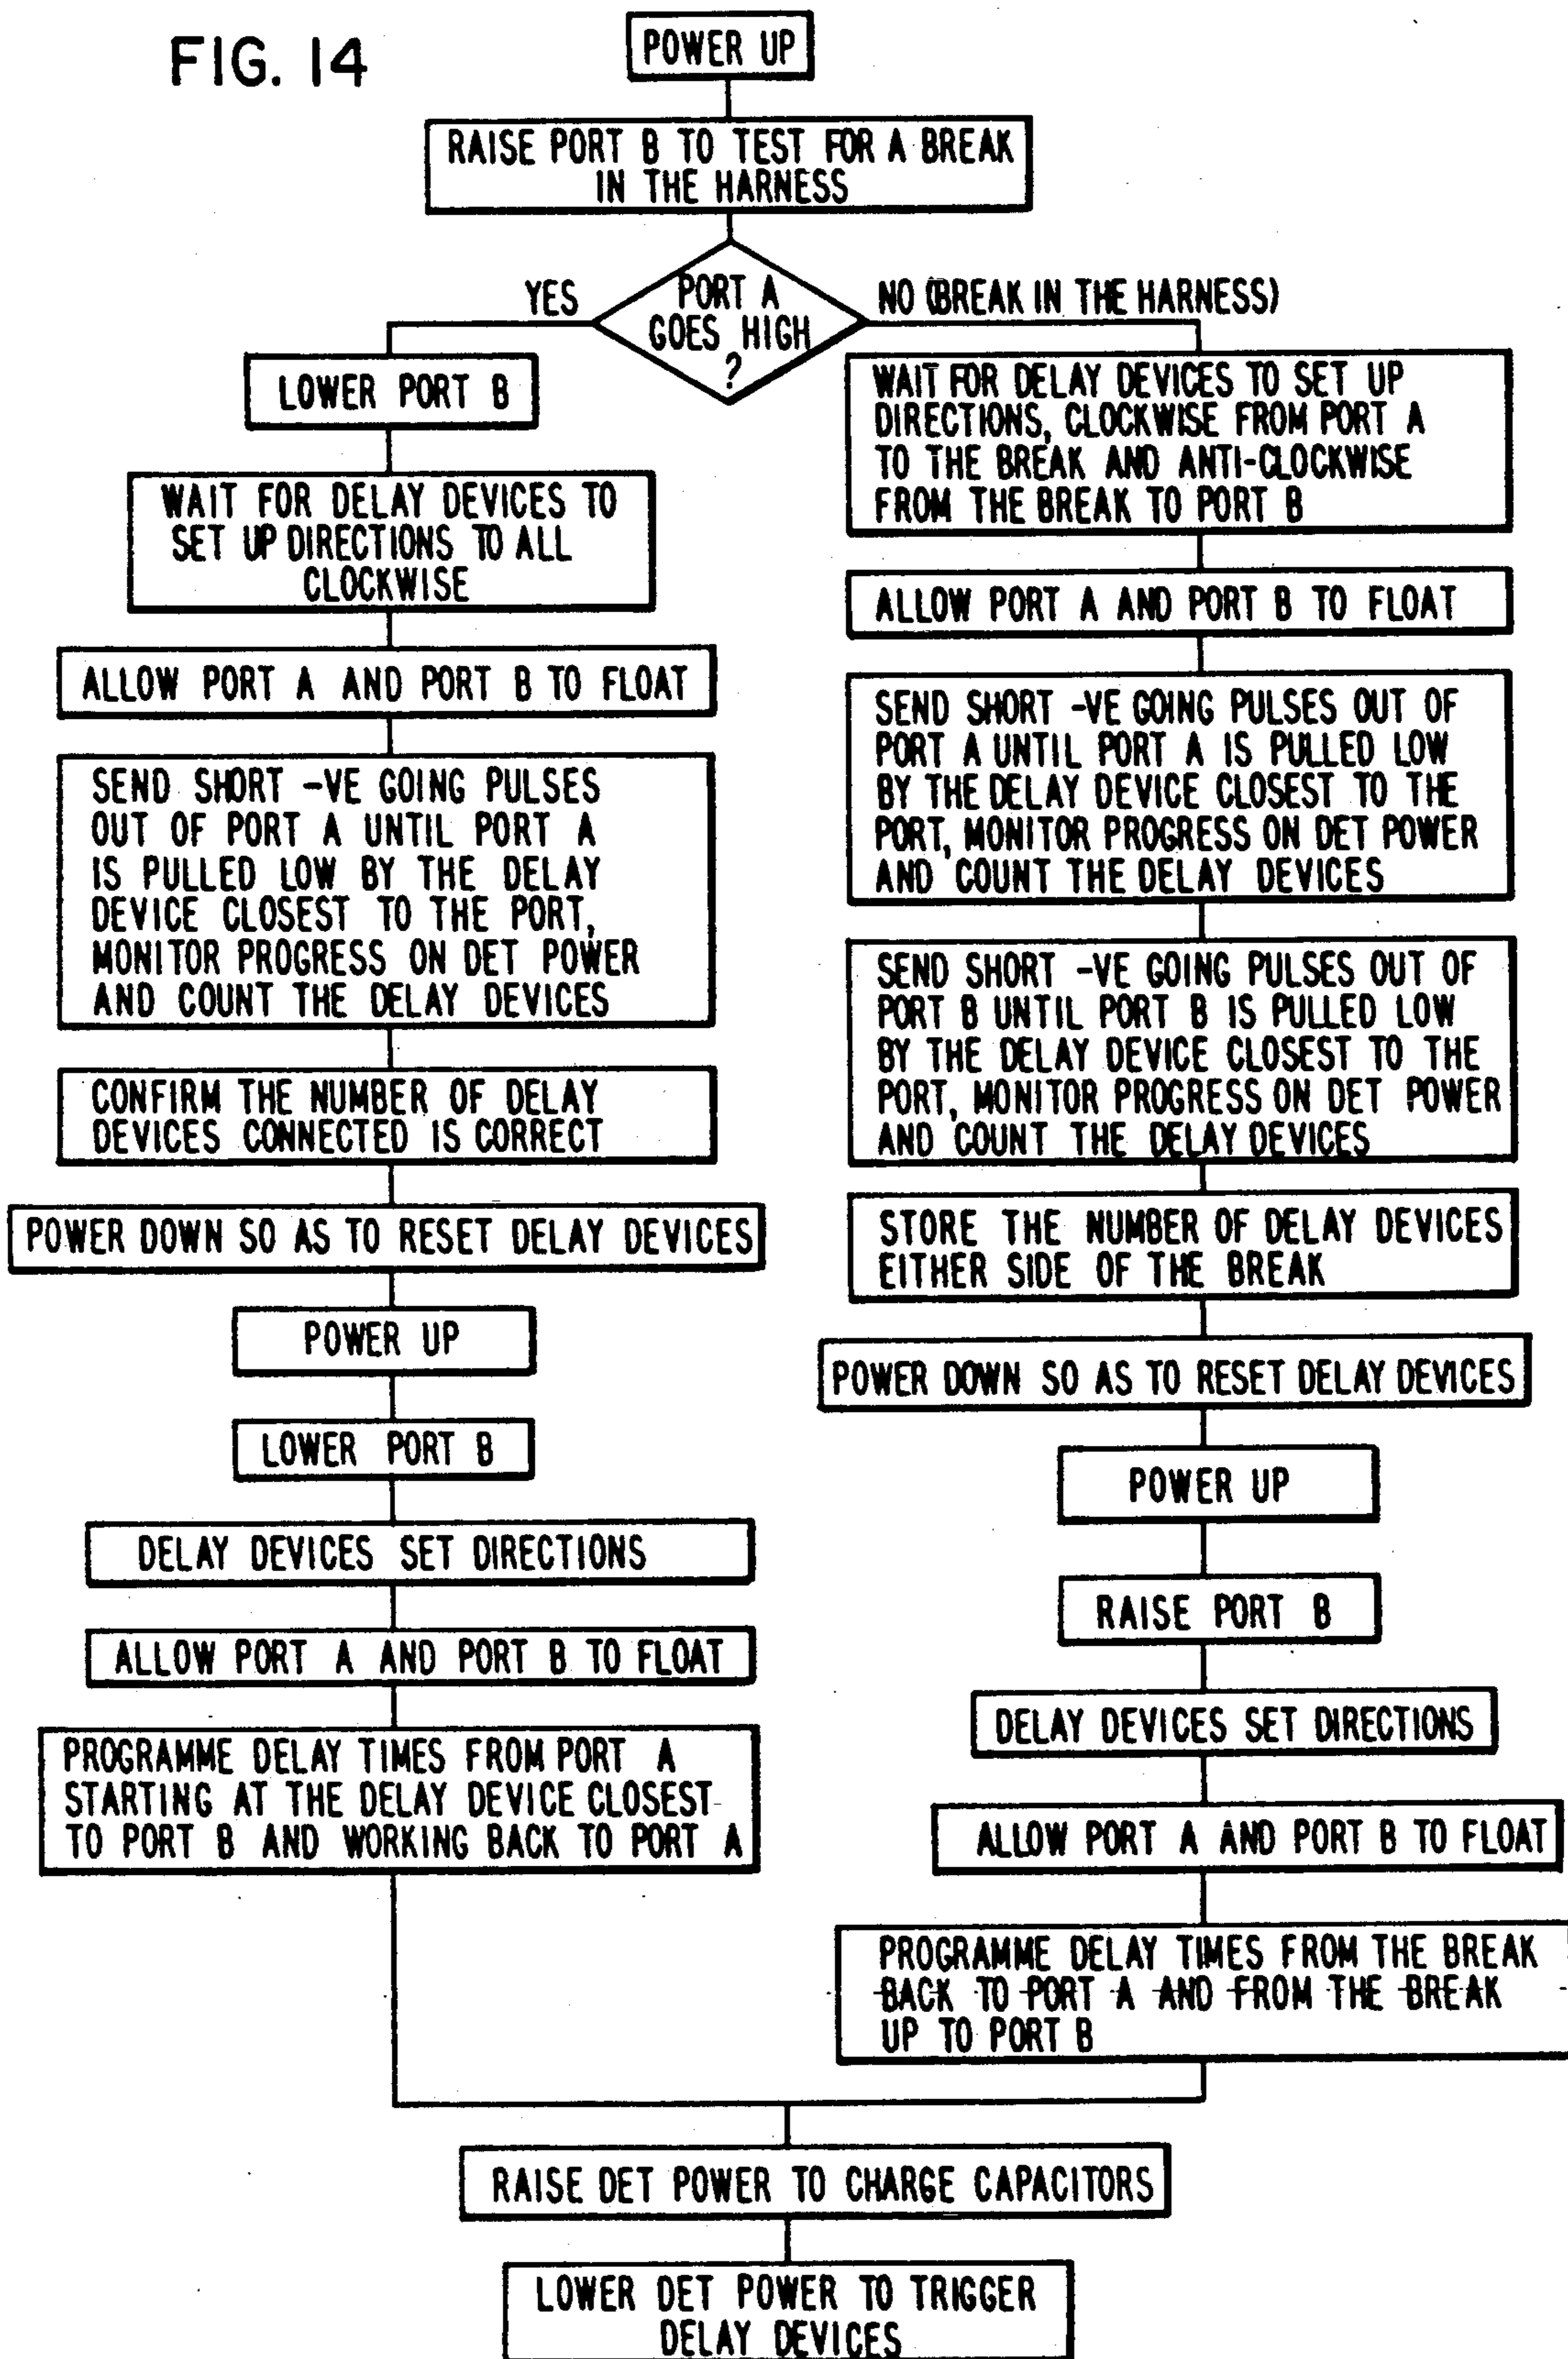 FIG. 14
POWER UP
RAISE PORT B TO TEST FOR A BREAK
IN THE HARNESS
PORT A
GOES HIGH
?
YES
NO (BREAK IN THE HARNESS)
LOWER PORT B
WAIT FOR DELAY DEVICES TO
SET UP DIRECTIONS TO ALL
CLOCKWISE
ALLOW PORT A AND PORT B TO FLOAT
SEND SHORT -VE GOING PULSES
OUT OF PORT A UNTIL PORT A
IS PULLED LOW BY THE DELAY
DEVICE CLOSEST TO THE PORT,
MONITOR PROGRESS ON DET POWER
AND COUNT THE DELAY DEVICES
CONFIRM THE NUMBER OF DELAY
DEVICES CONNECTED IS CORRECT
POWER DOWN SO AS TO RESET DELAY DEVICES
POWER UP
LOWER PORT B
DELAY DEVICES SET DIRECTIONS
ALLOW PORT A AND PORT B TO FLOAT
PROGRAMME DELAY TIMES FROM PORT A
STARTING AT THE DELAY DEVICE CLOSEST
TO PORT B AND WORKING BACK TO PORT A
WAIT FOR DELAY DEVICES TO SET UP
DIRECTIONS, CLOCKWISE FROM PORT A
TO THE BREAK AND ANTI-CLOCKWISE
FROM THE BREAK TO PORT B
ALLOW PORT A AND PORT B TO FLOAT
SEND SHORT -VE GOING PULSES OUT OF
PORT A UNTIL PORT A IS PULLED LOW
BY THE DELAY DEVICE CLOSEST TO THE
PORT, MONITOR PROGRESS ON DET POWER
AND COUNT THE DELAY DEVICES
SEND SHORT -VE GOING PULSES OUT OF
PORT B UNTIL PORT B IS PULLED LOW
BY THE DELAY DEVICE CLOSEST TO THE
PORT, MONITOR PROGRESS ON DET POWER
AND COUNT THE DELAY DEVICES
STORE THE NUMBER OF DELAY DEVICES
EITHER SIDE OF THE BREAK
POWER DOWN SO AS TO RESET DELAY DEVICES
POWER UP
RAISE PORT B
DELAY DEVICES SET DIRECTIONS
ALLOW PORT A AND PORT B TO FLOAT
PROGRAMME DELAY TIMES FROM THE BREAK
BACK TO PORT A AND FROM THE BREAK
UP TO PORT B
RAISE DET POWER TO CHARGE CAPACITORS
LOWER DET POWER TO TRIGGER
DELAY DEVICES